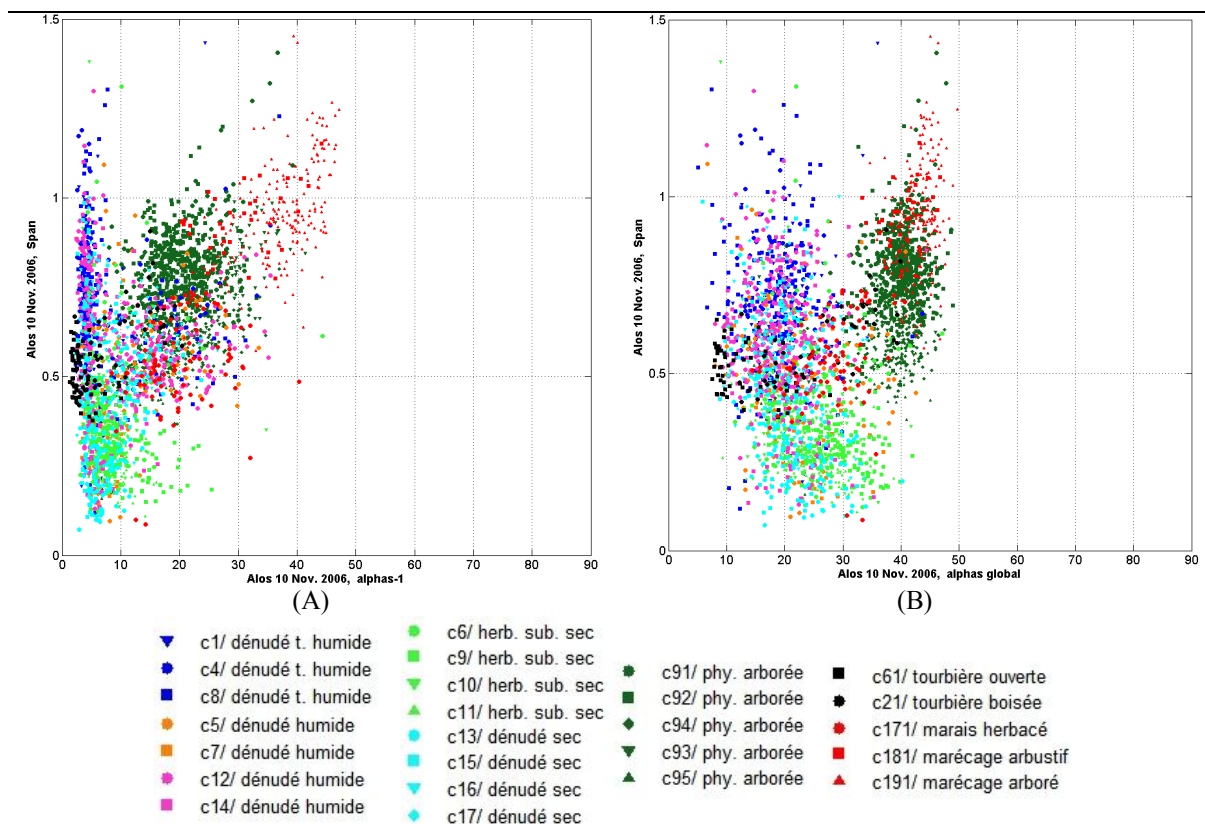 1.5
1
0.5
0
Alos 10 Nov. 2006, Span
0 10 20 30 40 50 60 70 80 90
Alos 10 Nov. 2006, alphas-1
(A)
1.5
1
0.5
0
Alos 10 Nov. 2006, Span
0 10 20 30 40 50 60 70 80 90
Alos 10 Nov. 2006, alphas global
(B)
c1/ dénudé t. humide
c4/ dénudé t. humide
c8/ dénudé t. humide
c5/ dénudé humide
c7/ dénudé humide
c12/ dénudé humide
c14/ dénudé humide
c6/ herb. sub. sec
c9/ herb. sub. sec
c10/ herb. sub. sec
c11/ herb. sub. sec
c13/ dénudé sec
c15/ dénudé sec
c16/ dénudé sec
c17/ dénudé sec
c91/ phy. arborée
c92/ phy. arborée
c94/ phy. arborée
c93/ phy. arborée
c95/ phy. arborée
c61/ tourbière ouverte
c21/ tourbière boisée
c171/ marais herbacé
c181/ marécage arbustif
c191/ marécage arboré